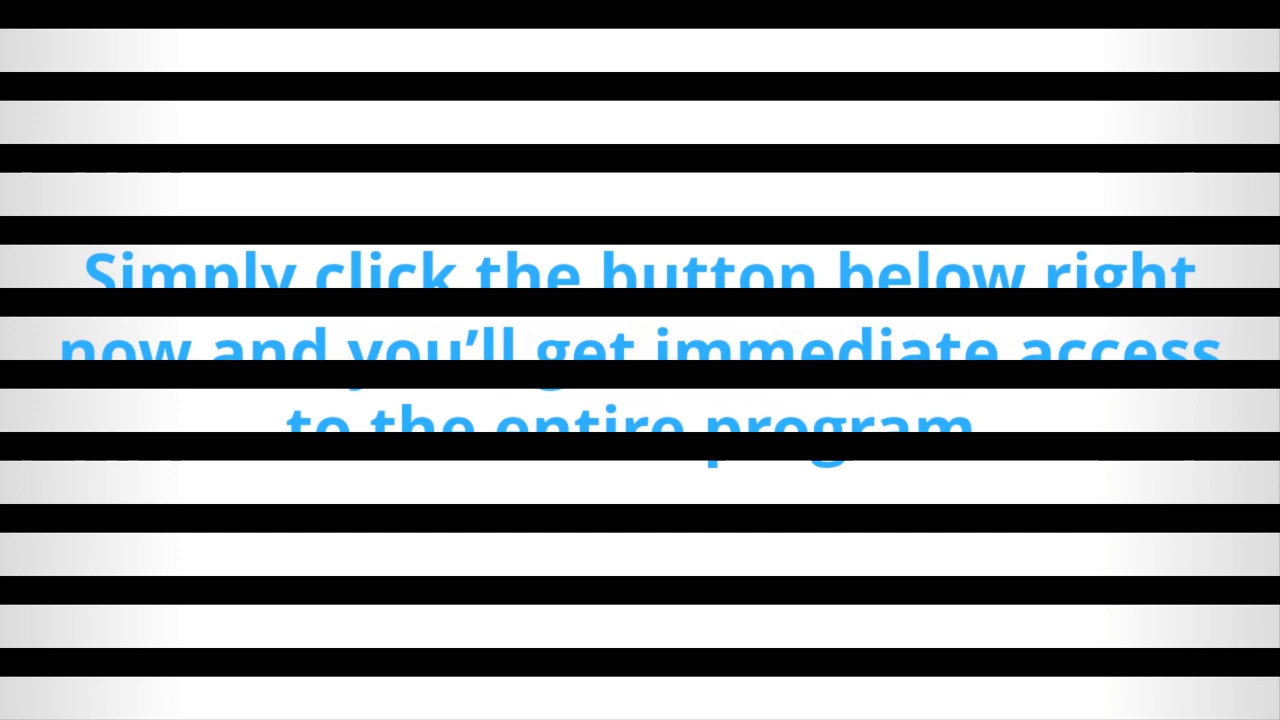 Simply click the button below right
now and you’ll get immediate access
to the entire program